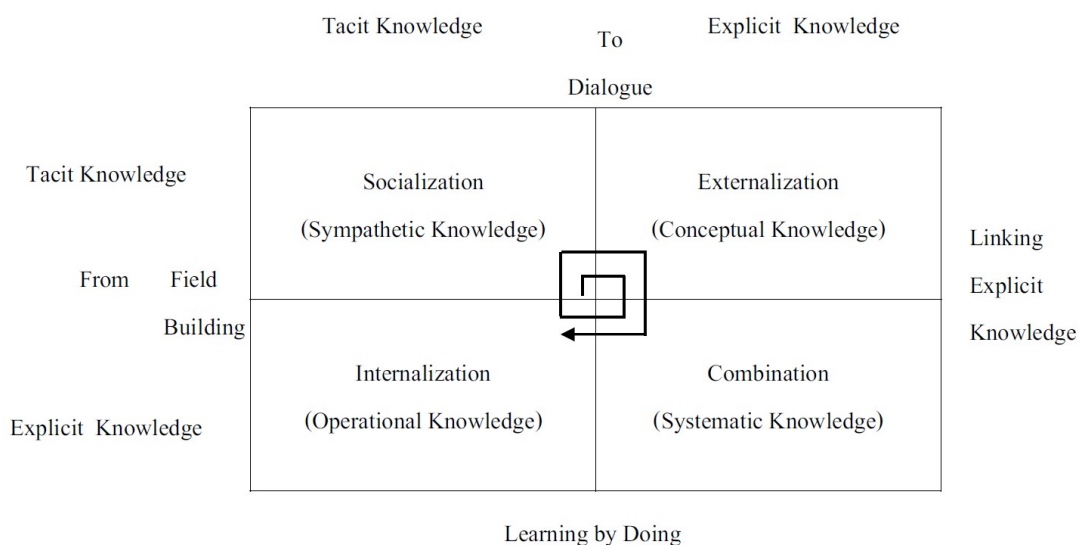 Tacit Knowledge
To
Explicit Knowledge
Dialogue
Tacit Knowledge
Socialization
(Sympathetic Knowledge)
Externalization
(Conceptual Knowledge)
From
Field
Building
Linking
Explicit
Knowledge
Explicit Knowledge
Internalization
(Operational Knowledge)
Combination
(Systematic Knowledge)
Learning by Doing